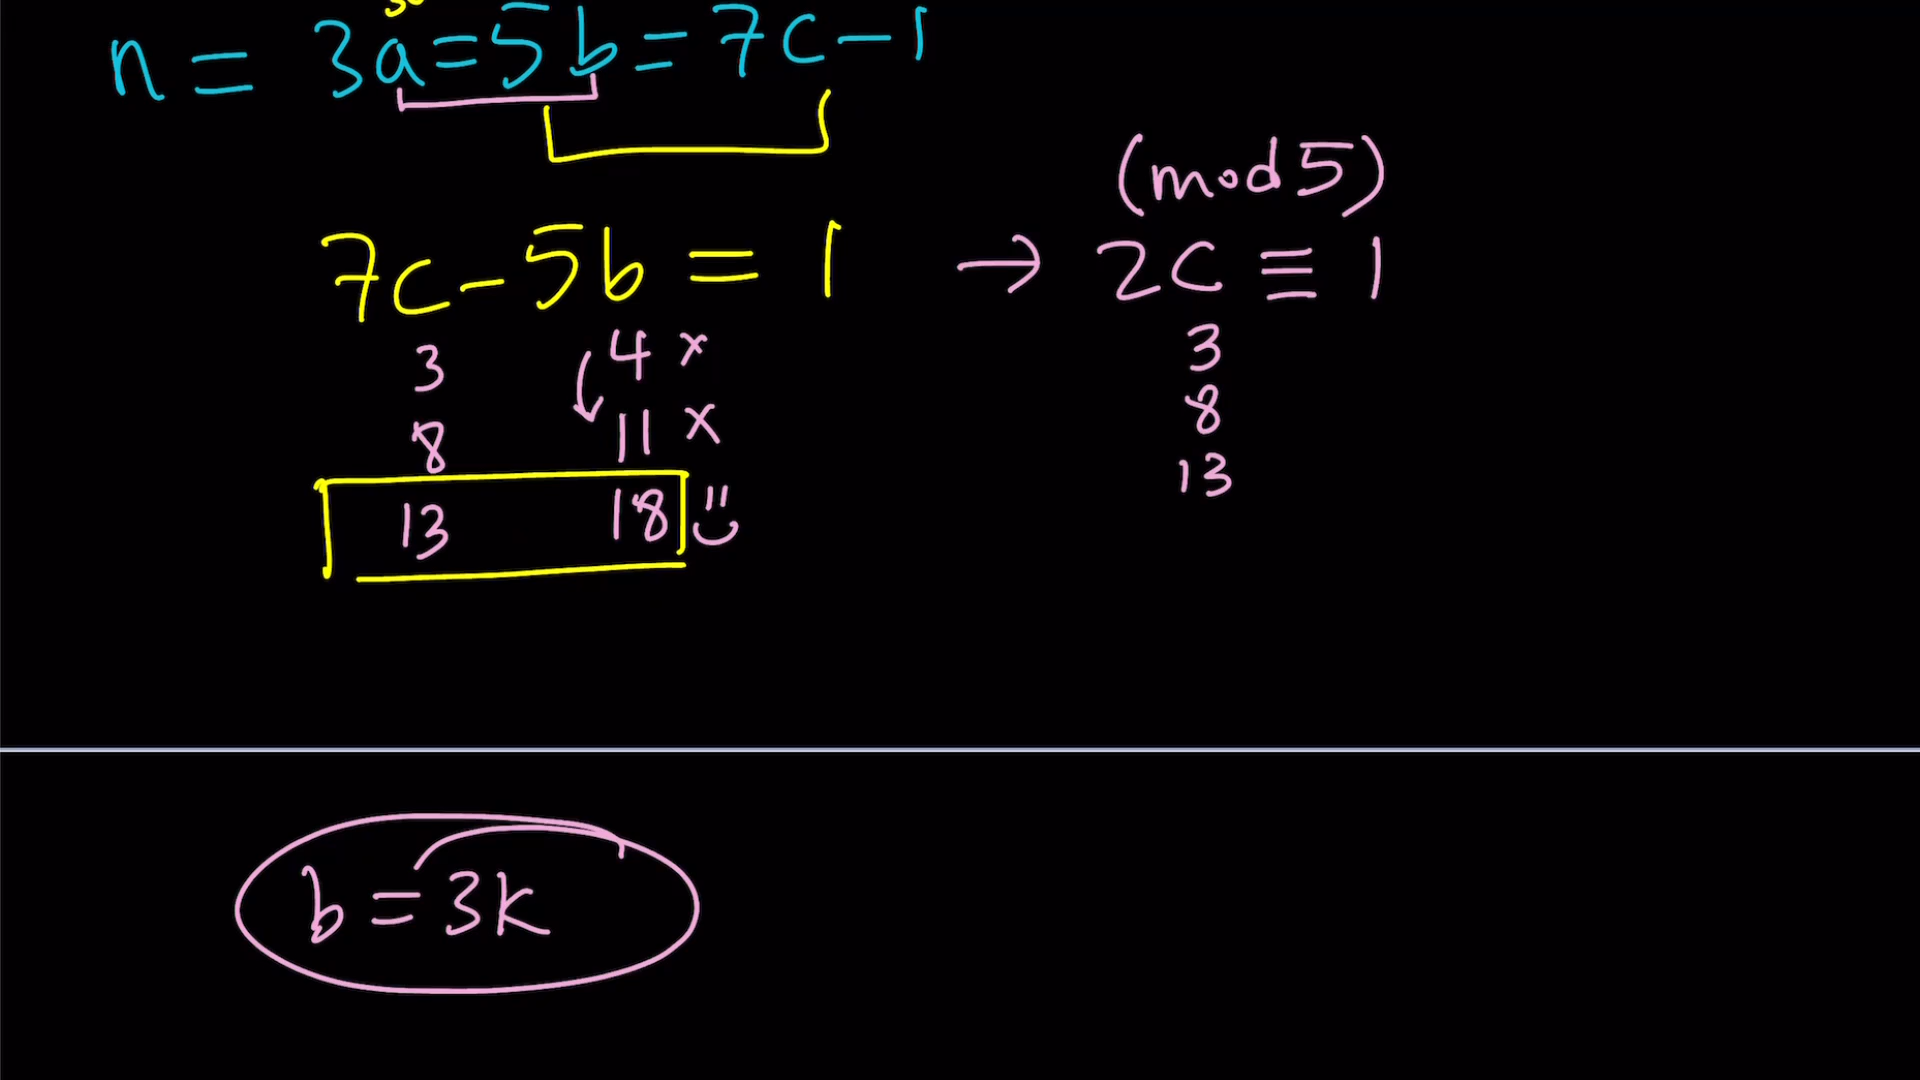 n = 3a = 5b = 7c - 1
(mod 5)
7c - 5b = 1 → 2c ≡ 1
3 4 x 3
8 11 x 8
13 18 13
b = 3k